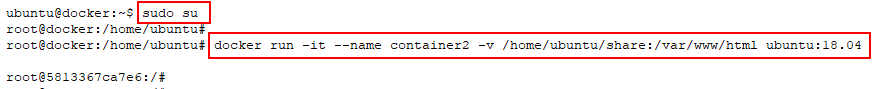 ubuntu@docker:~$ sudo su
root@docker:/home/ubuntu#
root@docker:/home/ubuntu# docker run -it --name container2 -v /home/ubuntu/share:/var/www/html ubuntu:18.04
root@5813367ca7e6:/#